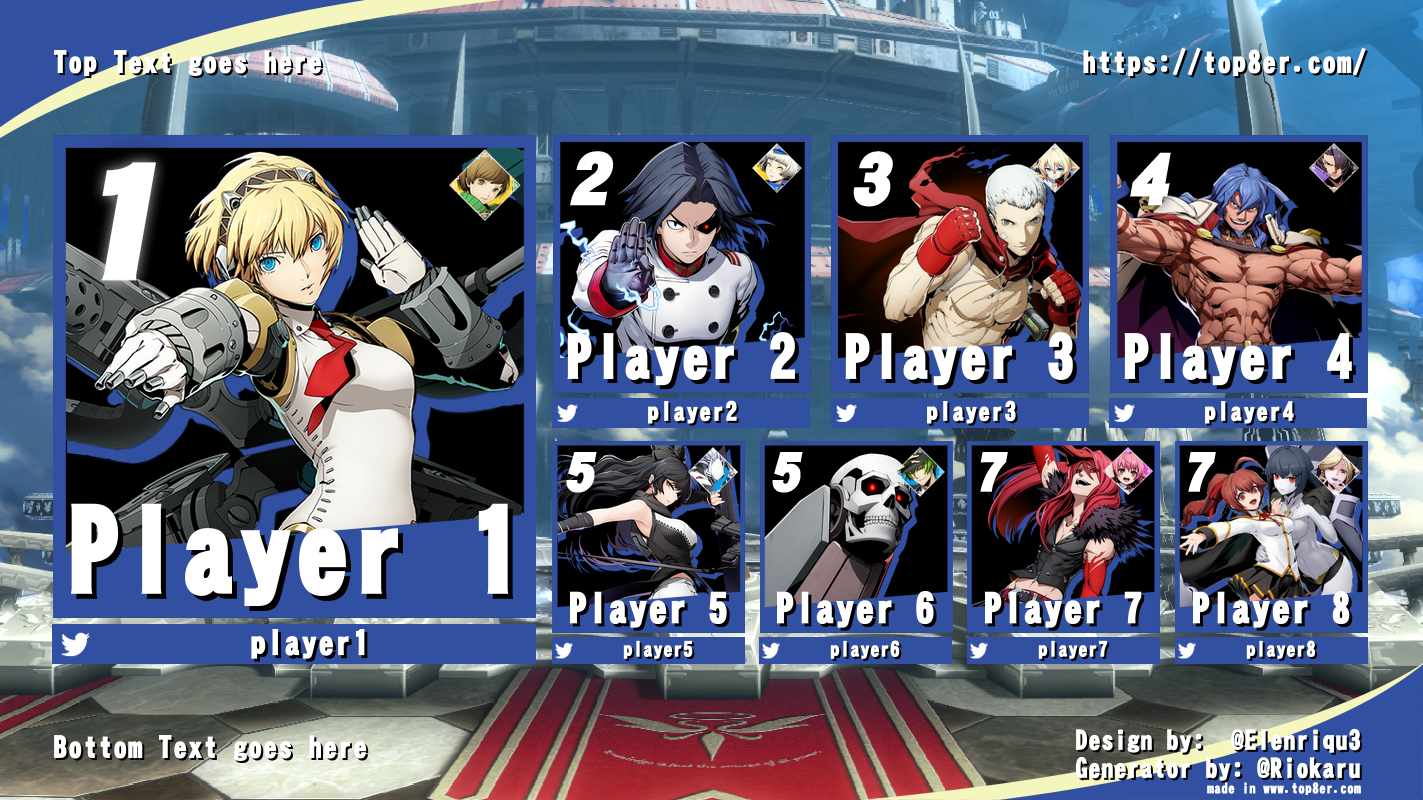 Top Text goes here
https://top8er.com/
03
1
2
3
4
Player 1
Player 2
Player 3
Player 4
player1
player2
player3
player4
5
5
7
7
Player 5
Player 6
Player 7
Player 8
player5
player6
player7
player8
Bottom Text goes here
Design by: @Elenriqu3
Generator by: @Riokaru
made in www.top8er.com